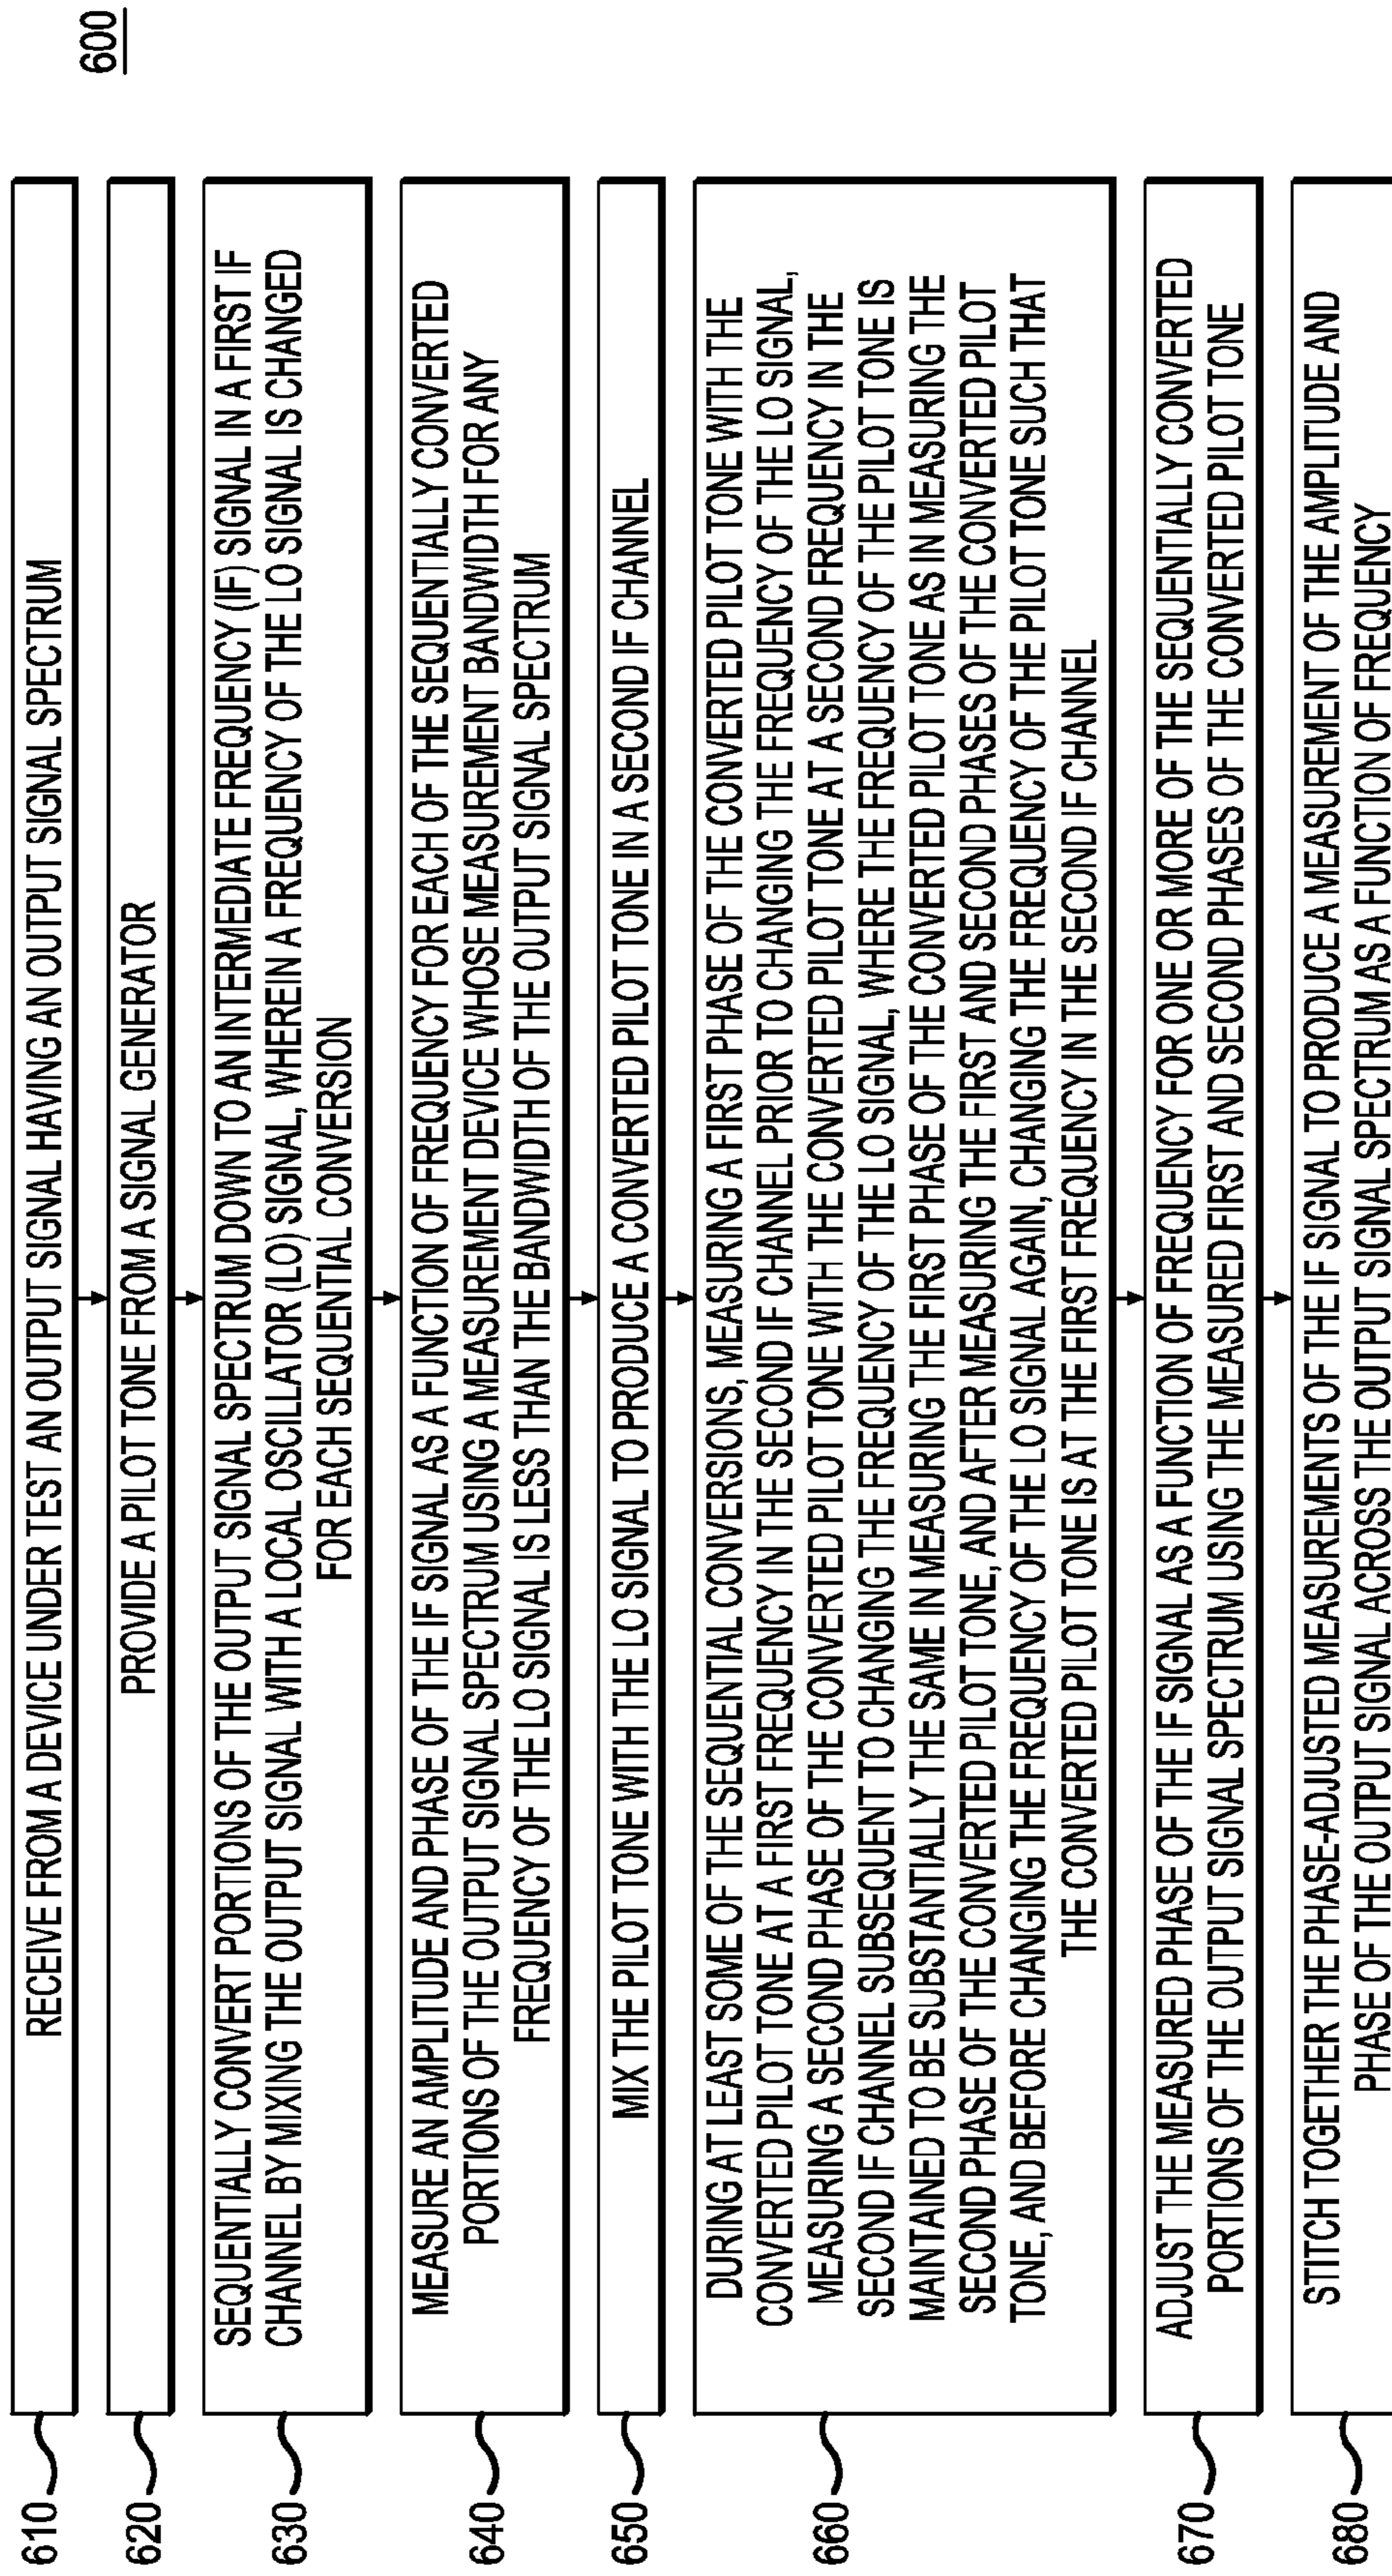 600
610
RECEIVE FROM A DEVICE UNDER TEST AN OUTPUT SIGNAL HAVING AN OUTPUT SIGNAL SPECTRUM
620
PROVIDE A PILOT TONE FROM A SIGNAL GENERATOR
630
SEQUENTIALLY CONVERT PORTIONS OF THE OUTPUT SIGNAL SPECTRUM DOWN TO AN INTERMEDIATE FREQUENCY (IF) SIGNAL IN A FIRST IF
CHANNEL BY MIXING THE OUTPUT SIGNAL WITH A LOCAL OSCILLATOR (LO) SIGNAL, WHEREIN A FREQUENCY OF THE LO SIGNAL IS CHANGED
FOR EACH SEQUENTIAL CONVERSION
640
MEASURE AN AMPLITUDE AND PHASE OF THE IF SIGNAL AS A FUNCTION OF FREQUENCY FOR EACH OF THE SEQUENTIALLY CONVERTED
PORTIONS OF THE OUTPUT SIGNAL SPECTRUM USING A MEASUREMENT DEVICE WHOSE MEASUREMENT BANDWIDTH FOR ANY
FREQUENCY OF THE LO SIGNAL IS LESS THAN THE BANDWIDTH OF THE OUTPUT SIGNAL SPECTRUM
650
MIX THE PILOT TONE WITH THE LO SIGNAL TO PRODUCE A CONVERTED PILOT TONE IN A SECOND IF CHANNEL
660
DURING AT LEAST SOME OF THE SEQUENTIAL CONVERSIONS, MEASURING A FIRST PHASE OF THE CONVERTED PILOT TONE WITH THE
CONVERTED PILOT TONE AT A FIRST FREQUENCY IN THE SECOND IF CHANNEL PRIOR TO CHANGING THE FREQUENCY OF THE LO SIGNAL,
MEASURING A SECOND PHASE OF THE CONVERTED PILOT TONE WITH THE CONVERTED PILOT TONE AT A SECOND FREQUENCY IN THE
SECOND IF CHANNEL SUBSEQUENT TO CHANGING THE FREQUENCY OF THE LO SIGNAL, WHERE THE FREQUENCY OF THE PILOT TONE IS
MAINTAINED TO BE SUBSTANTIALLY THE SAME IN MEASURING THE FIRST PHASE OF THE CONVERTED PILOT TONE AS IN MEASURING THE
SECOND PHASE OF THE CONVERTED PILOT TONE, AND AFTER MEASURING THE FIRST AND SECOND PHASES OF THE CONVERTED PILOT
TONE, AND BEFORE CHANGING THE FREQUENCY OF THE LO SIGNAL AGAIN, CHANGING THE FREQUENCY OF THE PILOT TONE SUCH THAT
THE CONVERTED PILOT TONE IS AT THE FIRST FREQUENCY IN THE SECOND IF CHANNEL
670
ADJUST THE MEASURED PHASE OF THE IF SIGNAL AS A FUNCTION OF FREQUENCY FOR ONE OR MORE OF THE SEQUENTIALLY CONVERTED
PORTIONS OF THE OUTPUT SIGNAL SPECTRUM USING THE MEASURED FIRST AND SECOND PHASES OF THE CONVERTED PILOT TONE
680
STITCH TOGETHER THE PHASE-ADJUSTED MEASUREMENTS OF THE IF SIGNAL TO PRODUCE A MEASUREMENT OF THE AMPLITUDE AND
PHASE OF THE OUTPUT SIGNAL ACROSS THE OUTPUT SIGNAL SPECTRUM AS A FUNCTION OF FREQUENCY